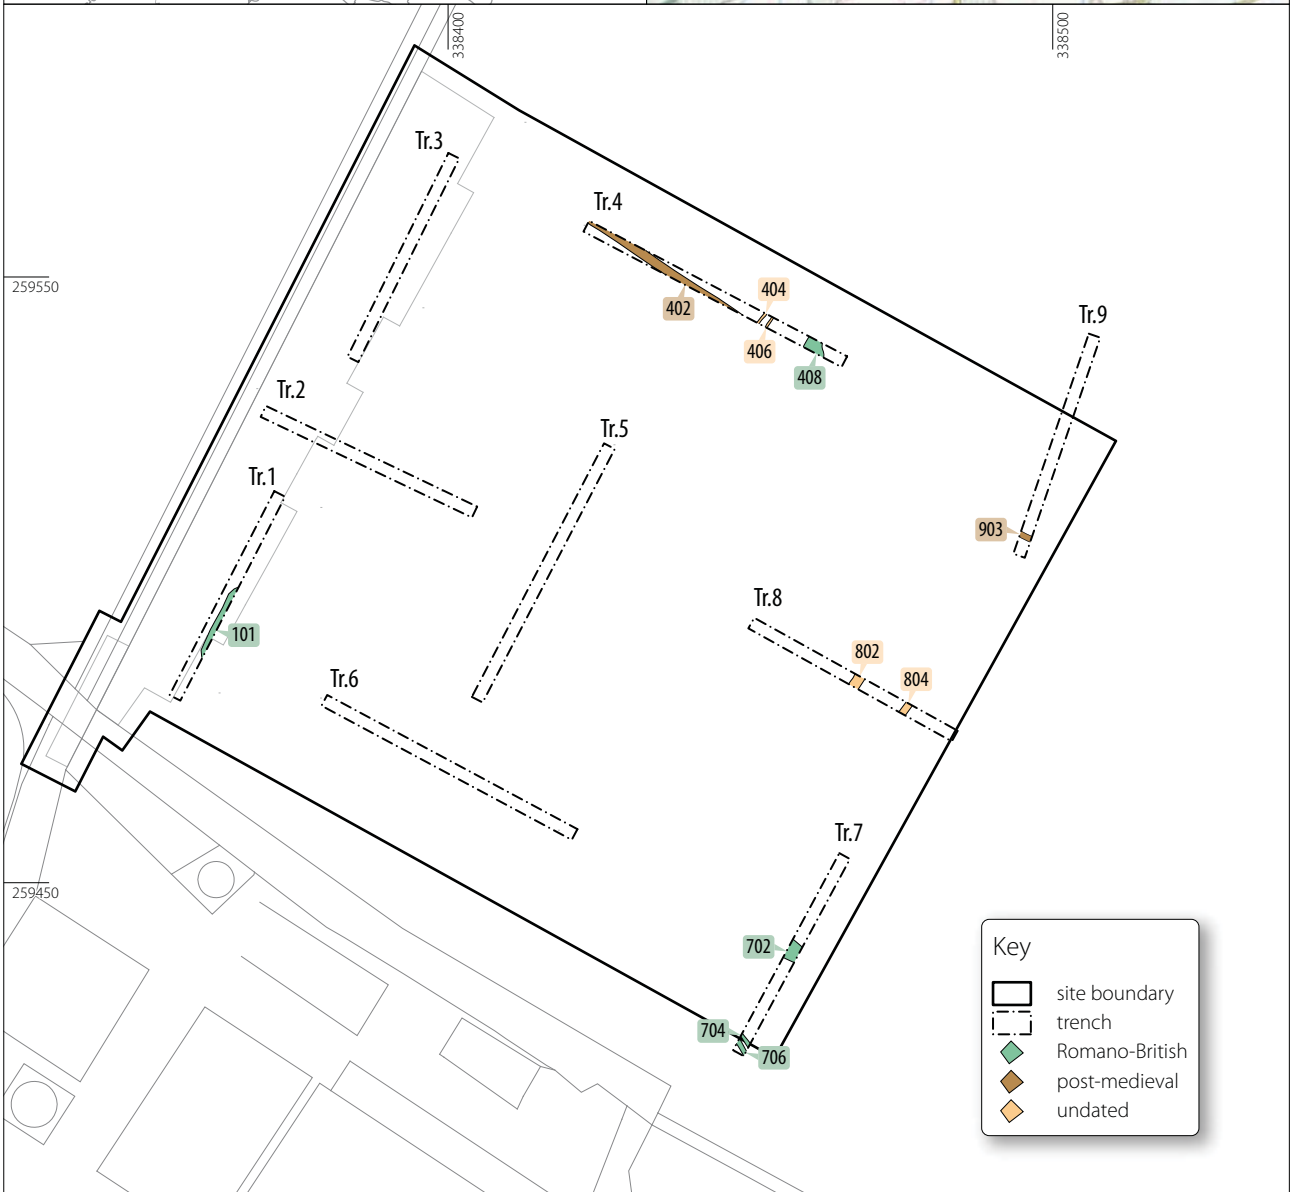 338400
338500
Tr.3
Tr.4
259550
404
402
406
408
Tr.9
Tr.2
Tr.5
Tr.1
903
Tr.8
101
802
804
Tr.6
Tr.7
259450
702
704
706
Key
site boundary
trench
Romano-British
post-medieval
undated